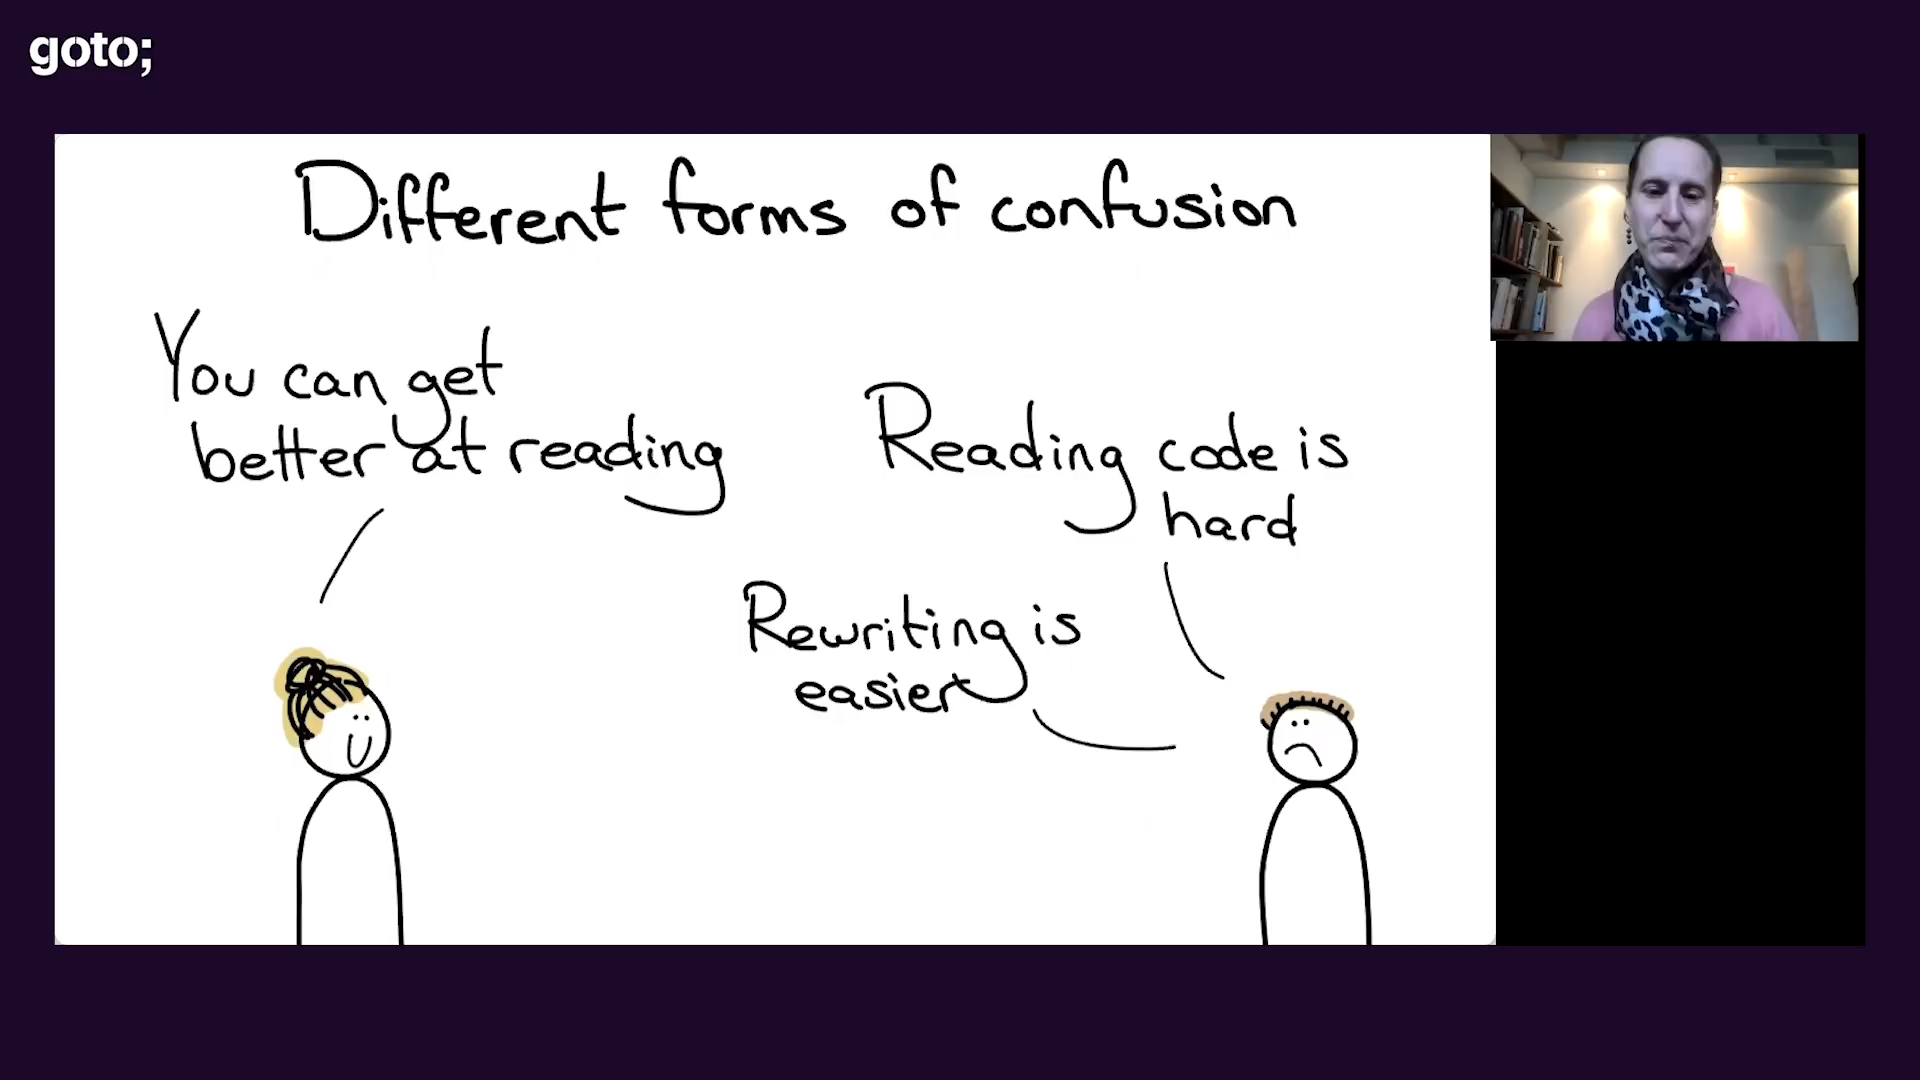 goto;
Different forms of confusion
You can get
better at reading
Reading code is
hard
Rewriting is
easier